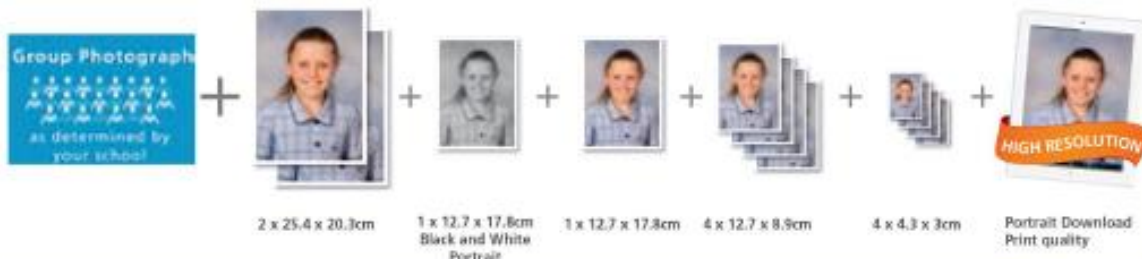 Group Photograph
as determined by
your school
HIGH RESOLUTION
2 x 25.4 x 20.3cm
1 x 12.7 x 17.8cm
Black and White
Portrait
1 x 12.7 x 17.8cm
4 x 12.7 x 8.9cm
4 x 4.3 x 3cm
Portrait Download
Print quality